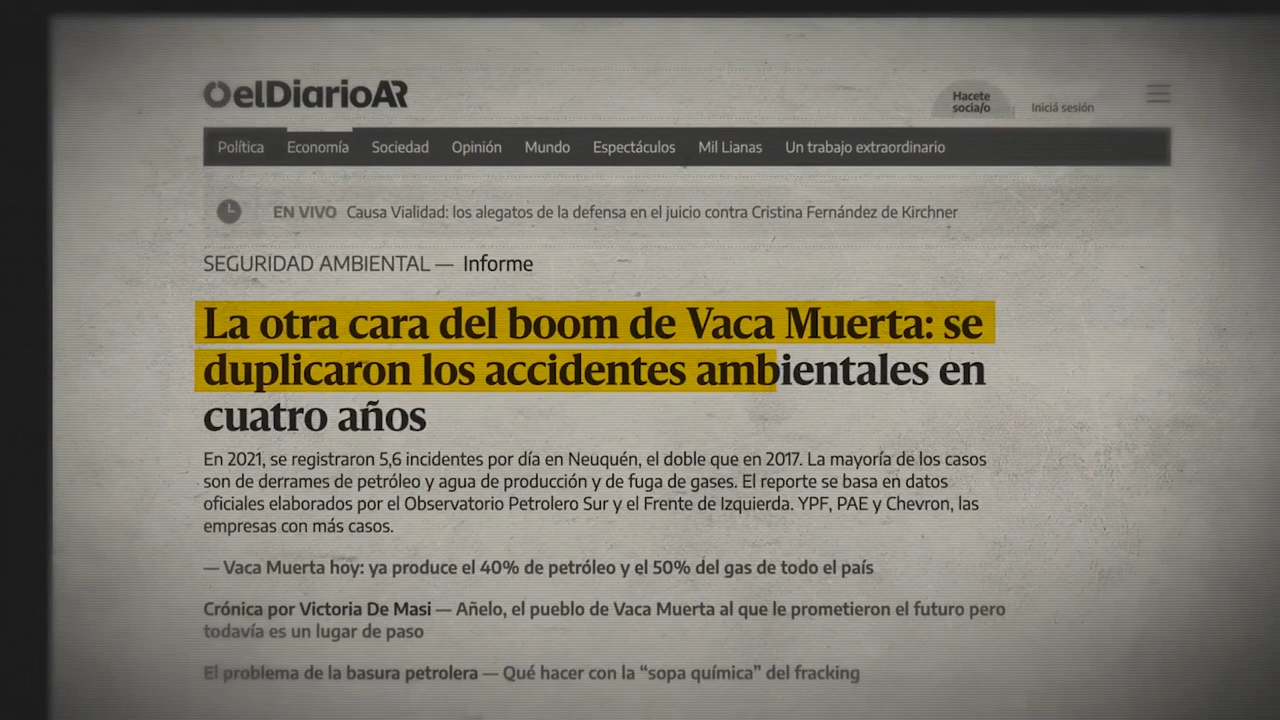 elDiarioAR
Hacete
socia/o
Iniciá sesión
Política Economía Sociedad Opinión Mundo Espectáculos Mil Lianas Un trabajo extraordinario
EN VIVO Causa Vialidad: los alegatos de la defensa en el juicio contra Cristina Fernández de Kirchner
SEGURIDAD AMBIENTAL — Informe
La otra cara del boom de Vaca Muerta: se
duplicaron los accidentes ambientales en
cuatro años
En 2021, se registraron 5,6 incidentes por día en Neuquén, el doble que en 2017. La mayoría de los casos
son de derrames de petróleo y agua de producción y de fuga de gases. El reporte se basa en datos
oficiales elaborados por el Observatorio Petrolero Sur y el Frente de Izquierda. YPF, PAE y Chevron, las
empresas con más casos.
— Vaca Muerta hoy: ya produce el 40% de petróleo y el 50% del gas de todo el país
Crónica por Victoria De Masi — Añelo, el pueblo de Vaca Muerta al que le prometieron el futuro pero
todavía es un lugar de paso
El problema de la basura petrolera — Qué hacer con la “sopa química” del fracking